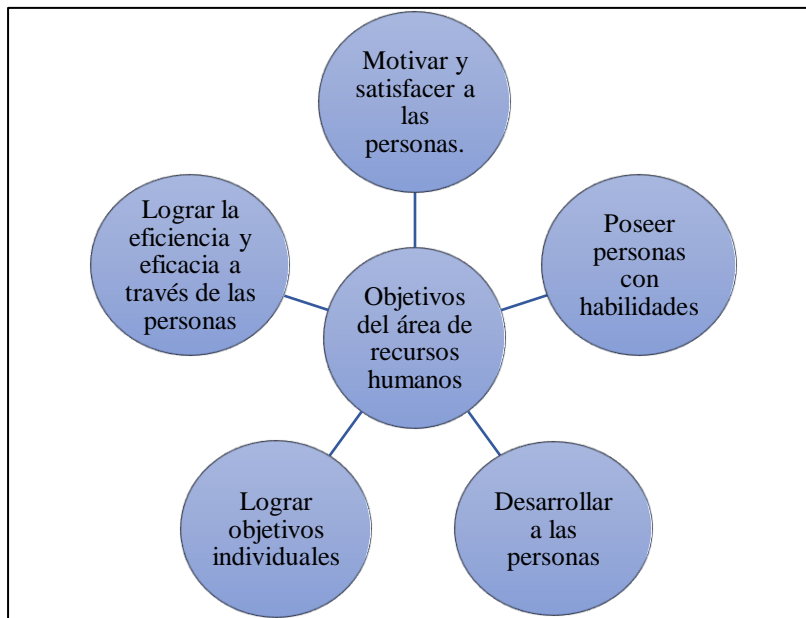 Motivar y
satisfacer a
las
personas.
Lograr la
eficiencia y
eficacia a
través de las
personas
Poseer
personas
con
habilidades
Objetivos
del área de
recursos
humanos
Lograr
objetivos
individuales
Desarrollar
a las
personas